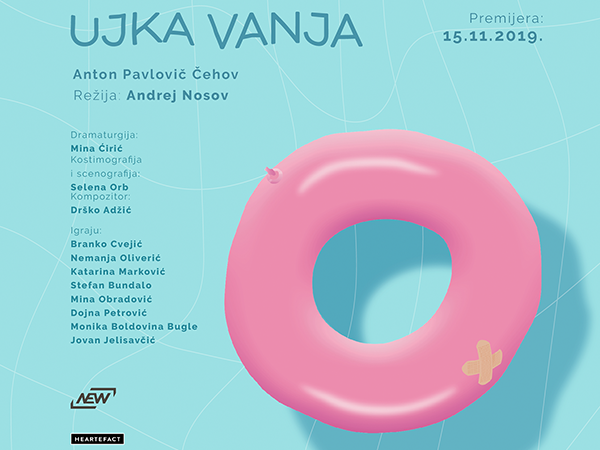 UJKA VANJA
Premijera:
15.11.2019.
Anton Pavlovič Čehov
Režija: Andrej Nosov
Dramaturgija:
Mina Ćirić
Kostimografija
i scenografija:
Selena Orb
Kompozitor:
Drško Adžić
Igraju:
Branko Cvejić
Nemanja Oliverić
Katarina Marković
Stefan Bundalo
Mina Obradović
Dojna Petrović
Monika Boldovina Bugle
Jovan Jelisavčić
NEW
HEARTEFACT